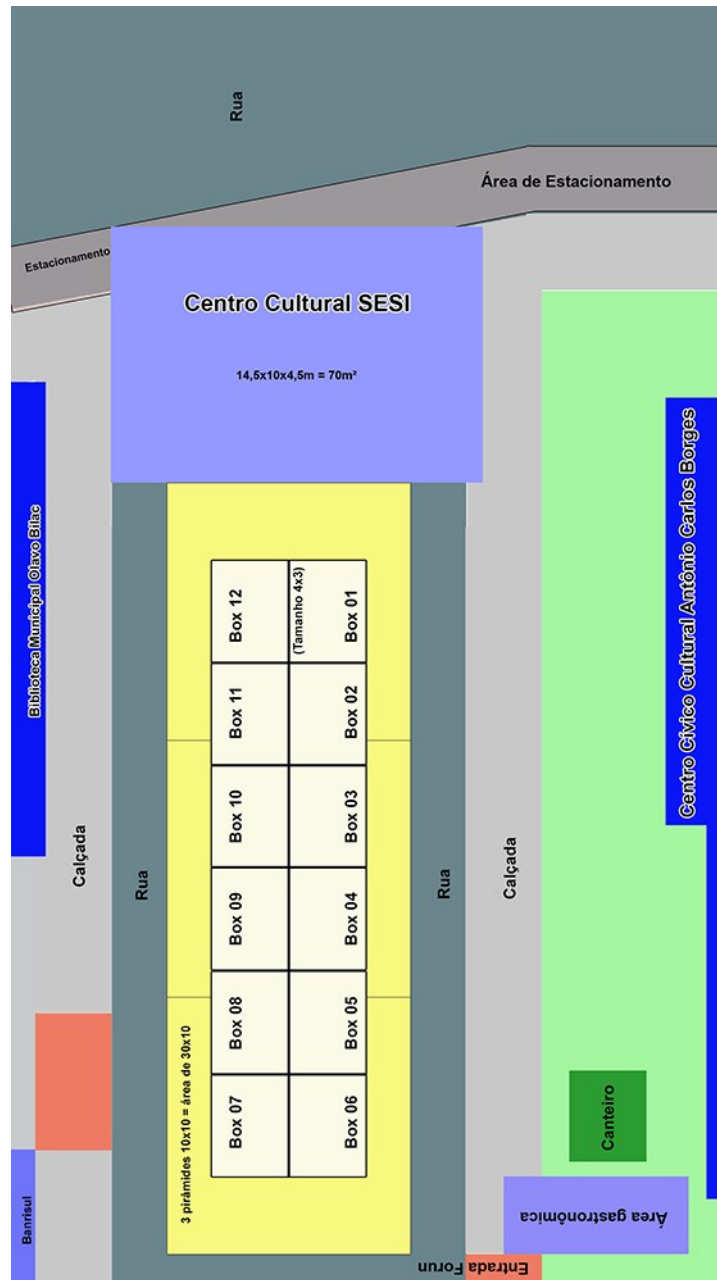 Rua
Área de Estacionamento
Estacionamento
Centro Cultural SESI
14,5x10x4,5m = 70m²
Biblioteca Municipal Olavo Bilac
Centro Cívico Cultural Antônio Carlos Borges
Box 12
(Tamanho 4x3)
Box 01
Box 11
Box 02
Box 10
Box 03
Calçada
Rua
Box 09
Box 04
Rua
Calçada
Box 08
Box 05
3 pirâmides 10x10 = área de 30x10
Box 07
Box 06
Canteiro
Banrisul
Área gastronômica
Entrada Forun